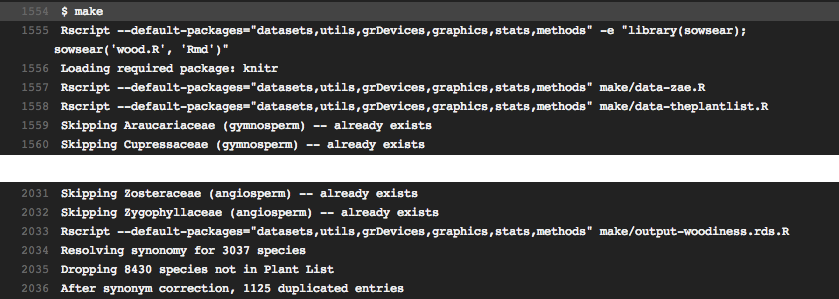 1554 $ make
1555 Rscript --default-packages="datasets,utils,grDevices,graphics,stats,methods" -e "library(sowsear);
sowsear('wood.R', 'Rmd')"
1556 Loading required package: knitr
1557 Rscript --default-packages="datasets,utils,grDevices,graphics,stats,methods" make/data-zae.R
1558 Rscript --default-packages="datasets,utils,grDevices,graphics,stats,methods" make/data-theplantlist.R
1559 Skipping Araucariaceae (gymnosperm) -- already exists
1560 Skipping Cupressaceae (gymnosperm) -- already exists
2031 Skipping Zosteraceae (angiosperm) -- already exists
2032 Skipping Zygophyllaceae (angiosperm) -- already exists
2033 Rscript --default-packages="datasets,utils,grDevices,graphics,stats,methods" make/output-woodiness.rds.R
2034 Resolving synonomy for 3037 species
2035 Dropping 8430 species not in Plant List
2036 After synonym correction, 1125 duplicated entries